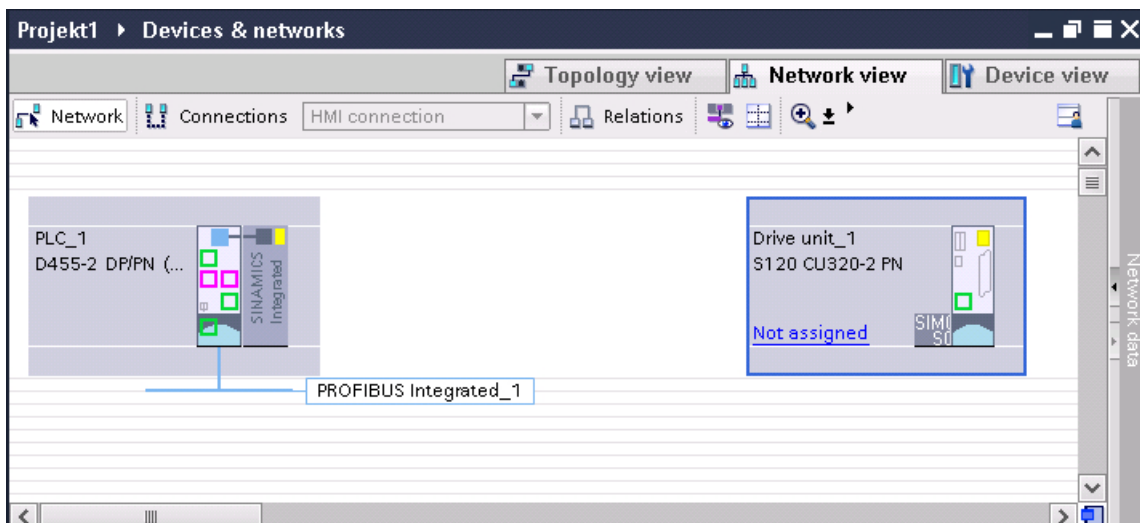 Projekt1 ▸ Devices & networks
Topology view
Network view
Device view
Network
Connections
HMI connection
Relations
PLC_1
D455-2 DP/PN (...
SINAMICS
Integrated
PROFIBUS Integrated_1
Drive unit_1
S120 CU320-2 PN
Not assigned
Network data